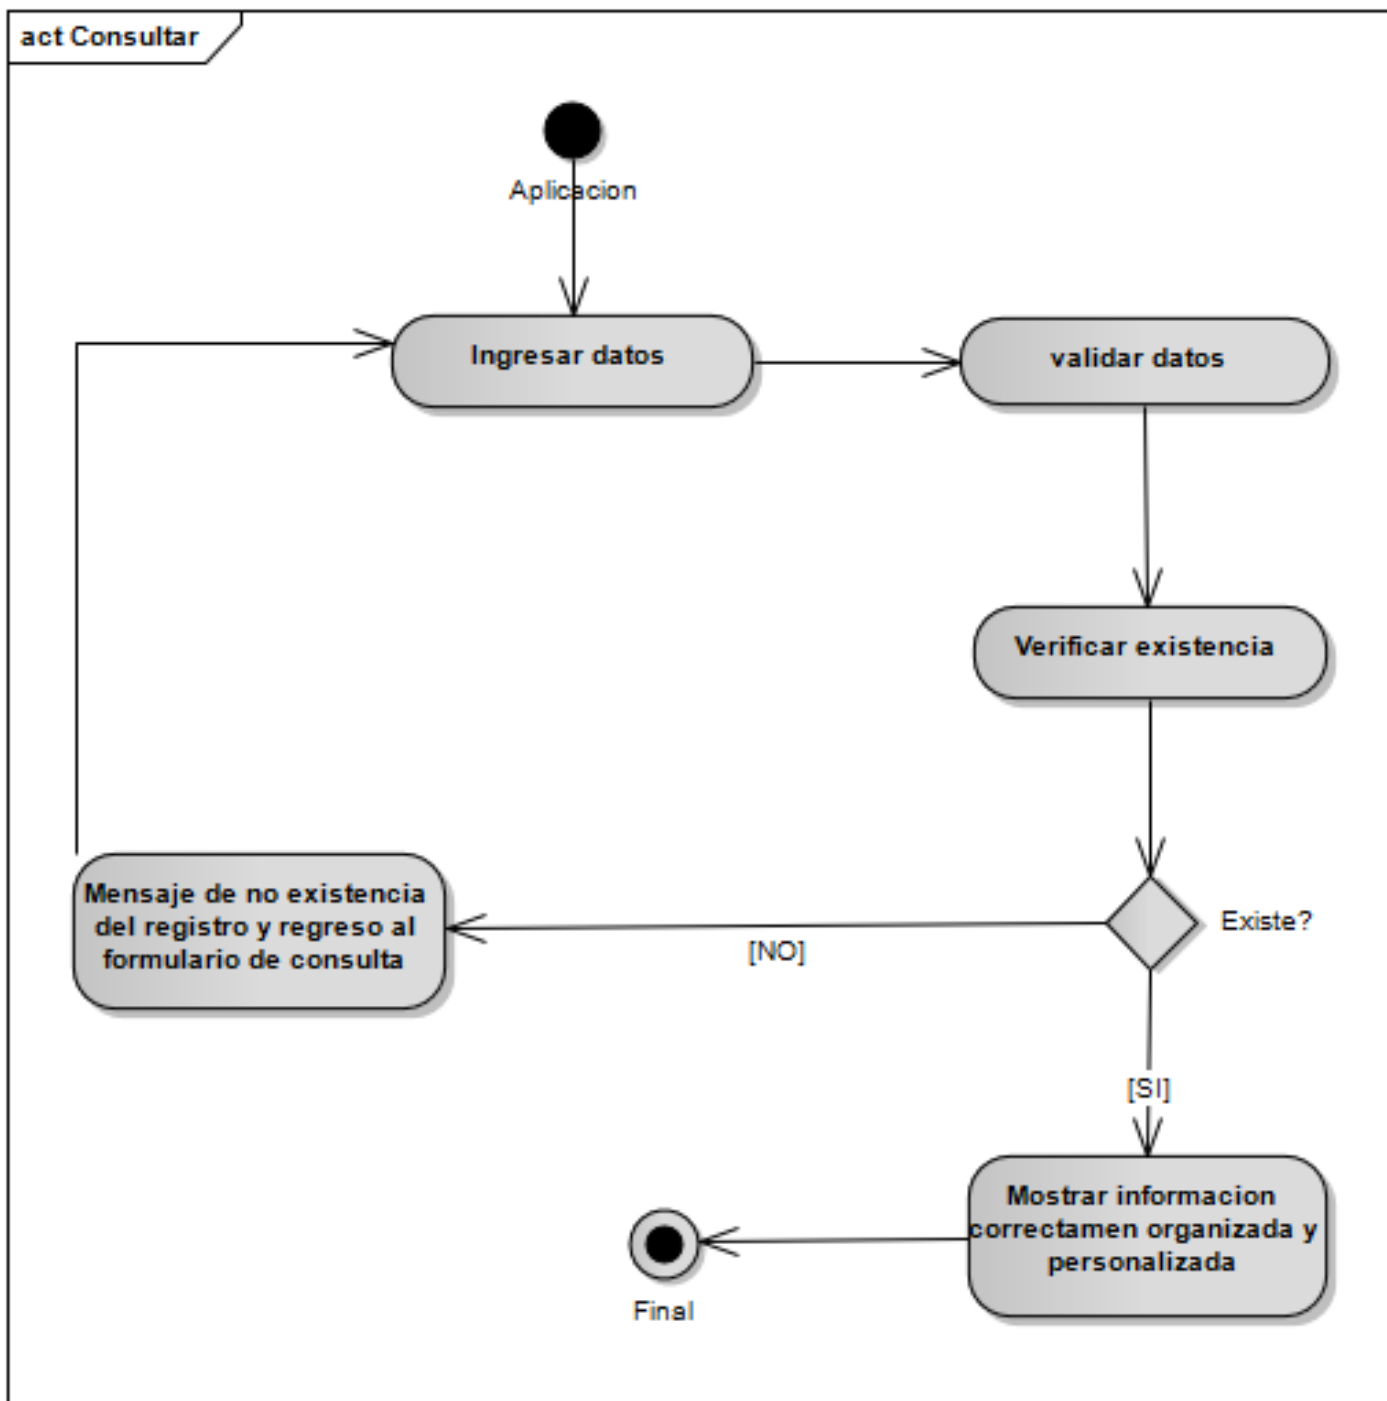 act Consultar
Aplicacion
Ingresar datos
validar datos
Verificar existencia
Existe?
[NO]
Mensaje de no existencia
del registro y regreso al
formulario de consulta
[SI]
Mostrar informacion
correctamen organizada y
personalizada
Final